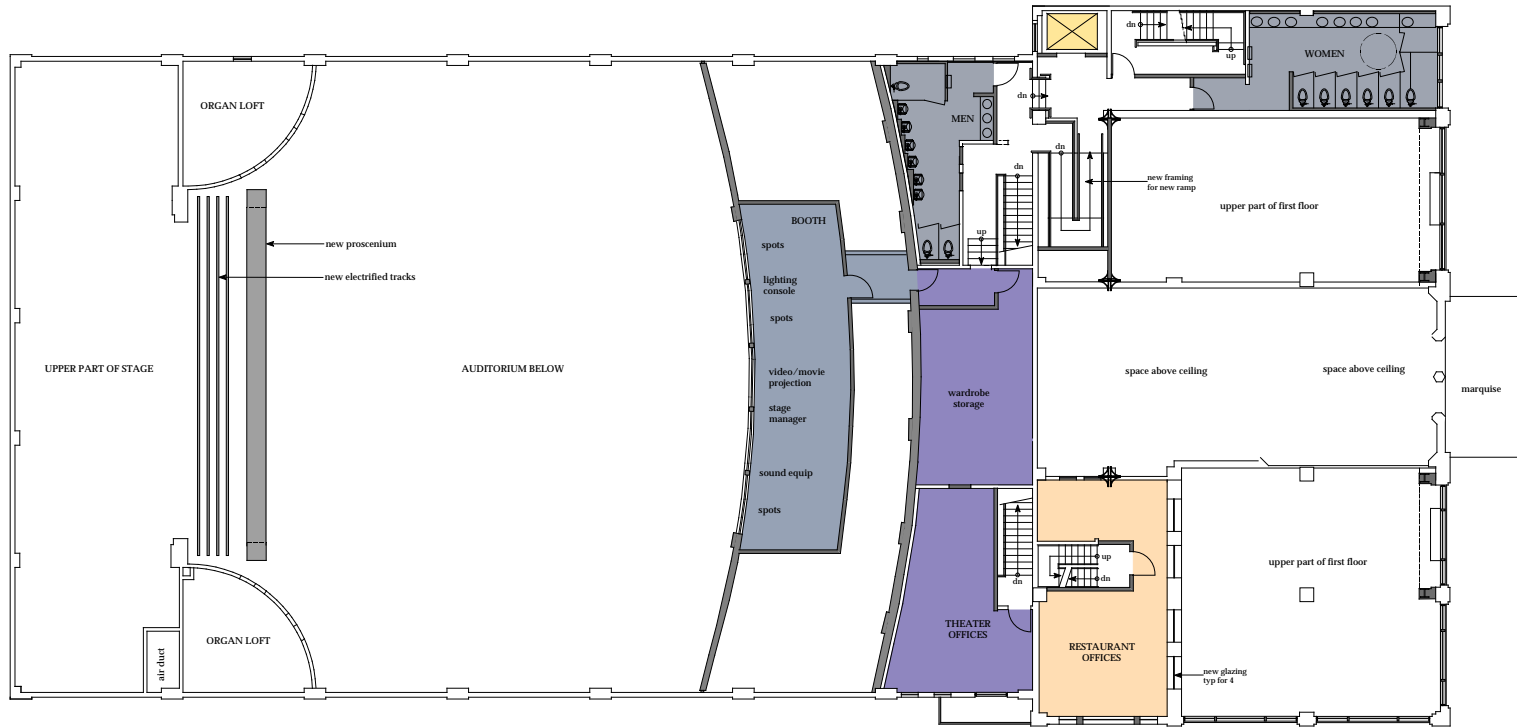 dn
up
WOMEN
ORGAN LOFT
dn
MEN
dn
dn
new framing
for new ramp
upper part of first floor
BOOTH
spots
up
new proscenium
new electrified tracks
lighting
console
spots
UPPER PART OF STAGE
AUDITORIUM BELOW
video/movie
projection
stage
manager
wardrobe
storage
space above ceiling
space above ceiling
marquise
sound equip
spots
up
dn
dn
upper part of first floor
ORGAN LOFT
air duct
THEATER
OFFICES
RESTAURANT
OFFICES
new glazing
typ for 4